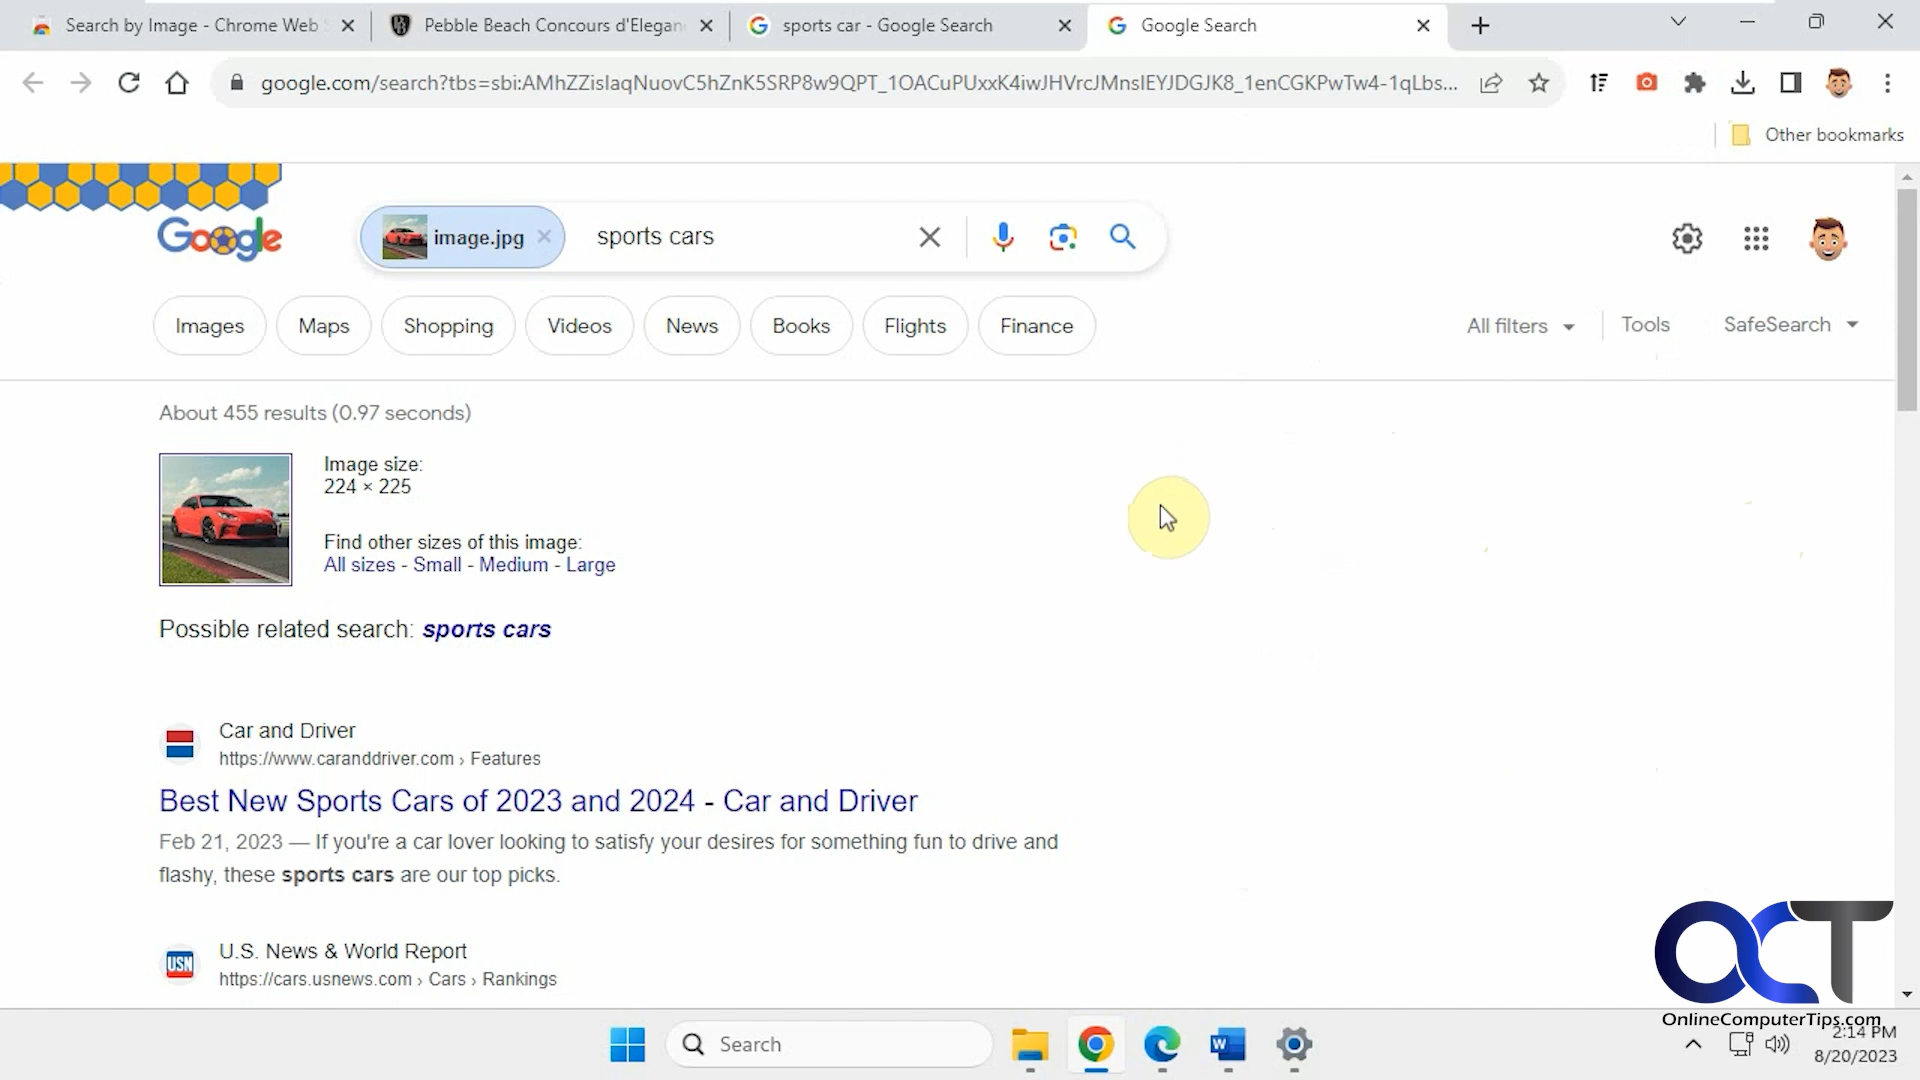 Search by Image - Chrome Web
Pebble Beach Concours d'Elegan
sports car - Google Search
Google Search
google.com/search?tbs=sbi:AMhZZisIaqNuovC5hZnK5SRP8w9QPT_1OACuPUxxK4iwJHVrcJMnsIEYJDGJK8_1enCGKPwTw4-1qLbs...
Other bookmarks
Google
image.jpg
sports cars
Images
Maps
Shopping
Videos
News
Books
Flights
Finance
All filters
Tools
SafeSearch
About 455 results (0.97 seconds)
Image size:
224 × 225
Find other sizes of this image:
All sizes - Small - Medium - Large
Possible related search: sports cars
Car and Driver
https://www.caranddriver.com › Features
Best New Sports Cars of 2023 and 2024 - Car and Driver
Feb 21, 2023 — If you're a car lover looking to satisfy your desires for something fun to drive and
flashy, these sports cars are our top picks.
USN
U.S. News & World Report
https://cars.usnews.com › Cars › Rankings
OCT
OnlineComputerTips.com
Search
W
2:14 PM
8/20/2023